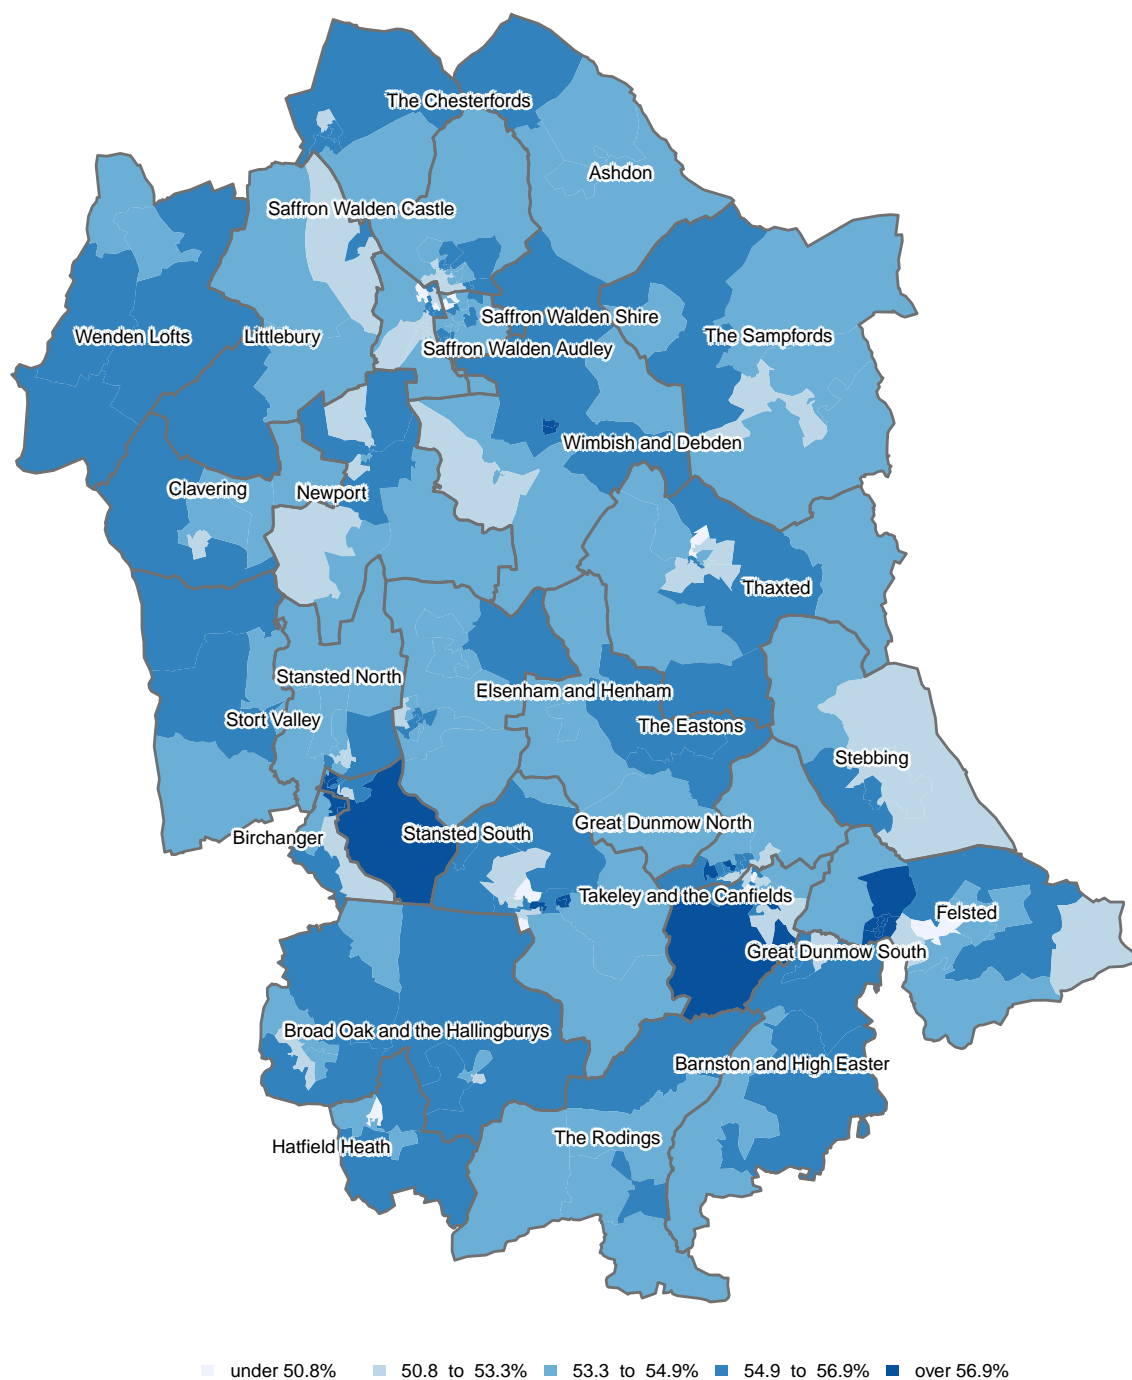 The Chesterfords
Ashdon
Saffron Walden Castle
Saffron Walden Shire
Wenden Lofts
Littlebury
The Sampfords
Saffron Walden Audley
Wimbish and Debden
Clavering
Newport
Thaxted
Stansted North
Elsenham and Henham
Stort Valley
The Eastons
Stebbing
Great Dunmow North
Birchanger
Stansted South
Takeley and the Canfields
Felsted
Great Dunmow South
Broad Oak and the Hallingburys
Barnston and High Easter
The Rodings
Hatfield Heath
under 50.8% 50.8 to 53.3% 53.3 to 54.9% 54.9 to 56.9% over 56.9%